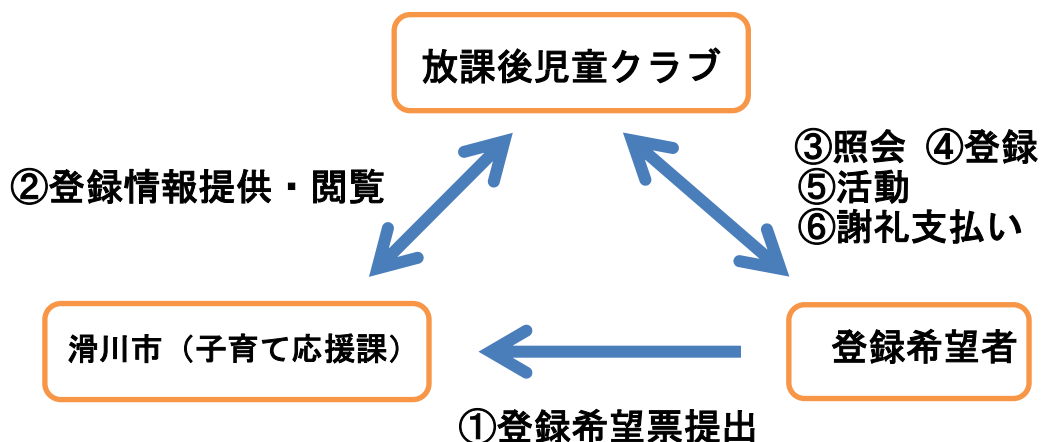 放課後児童クラブ
③照会 ④登録
⑤活動
⑥謝礼支払い
②登録情報提供・閲覧
滑川市（子育て応援課）
登録希望者
①登録希望票提出